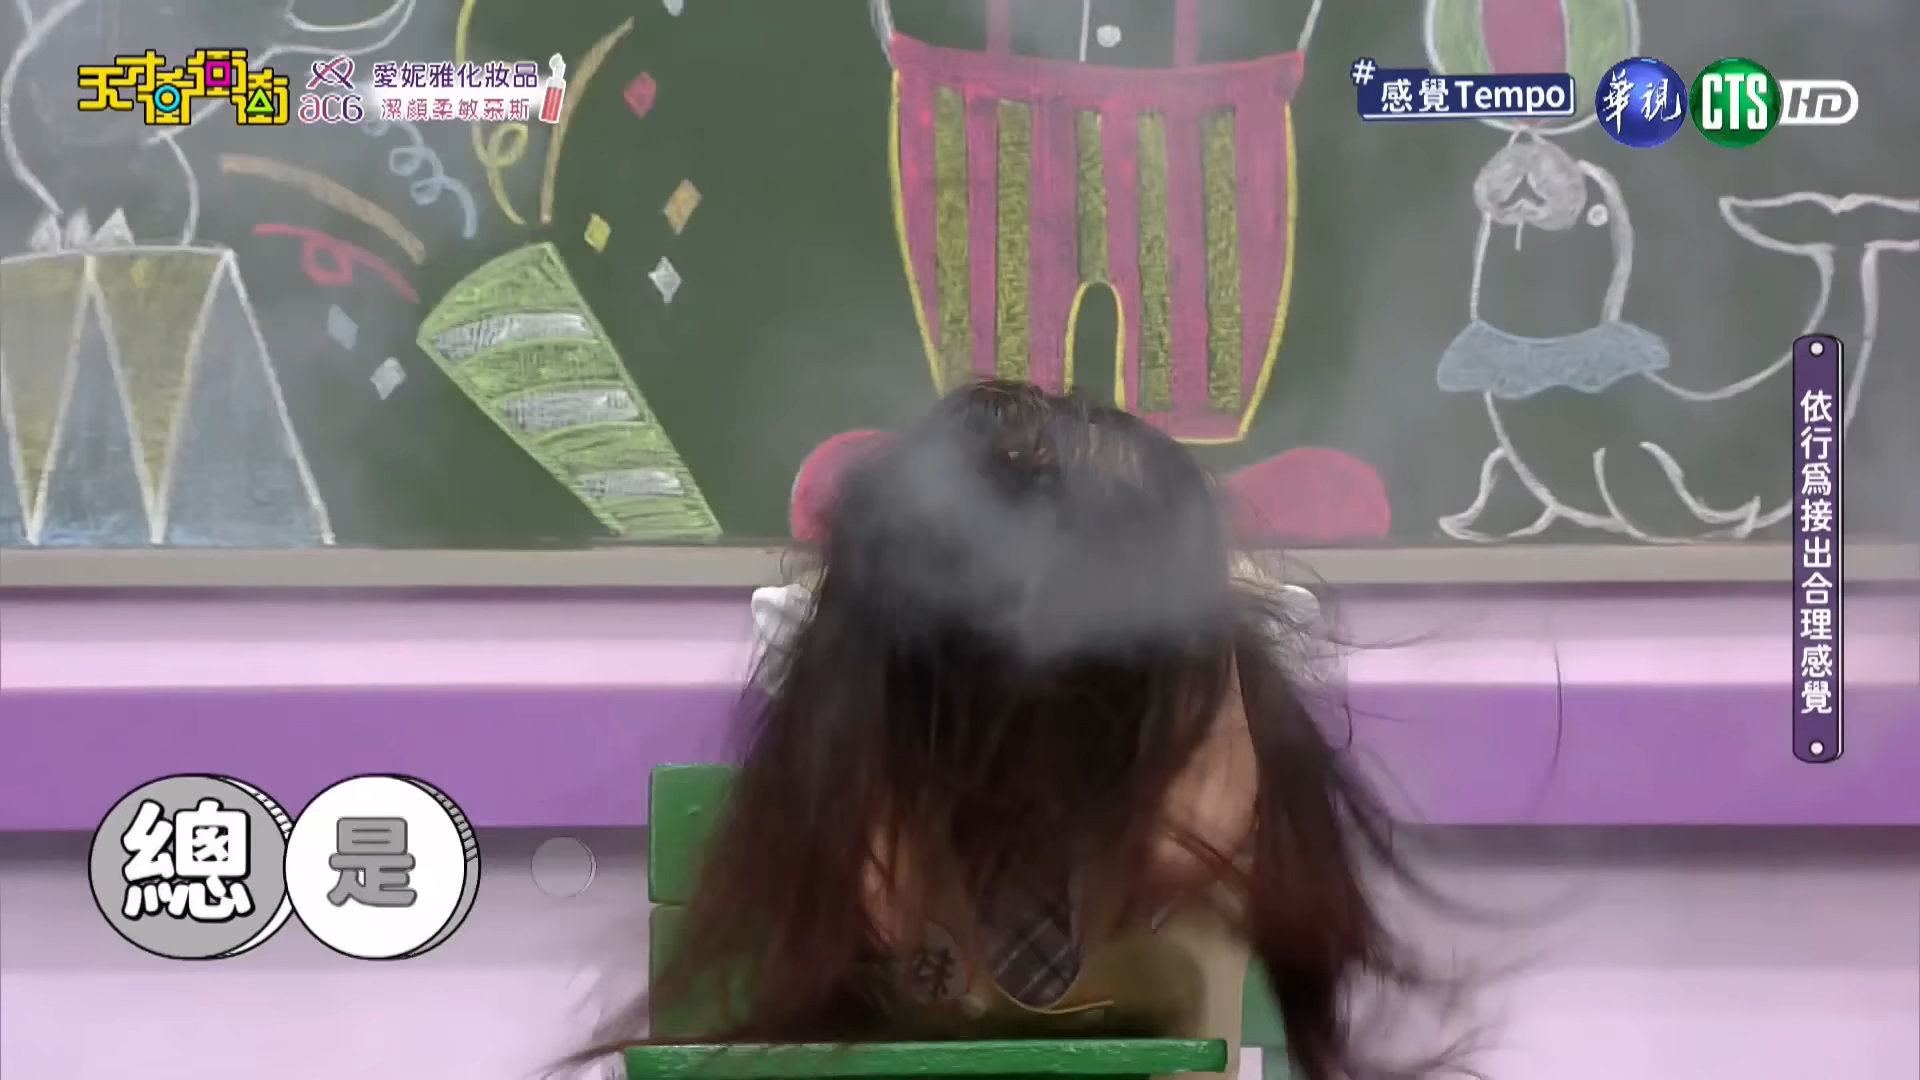 天才衝衝衝
acG
愛妮雅化妝品
潔顏柔敏慕斯
#感覺Tempo
華視
CTS
HD
依行為接出合理感覺
總是